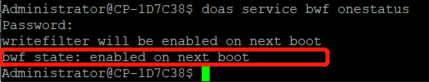 Administrator@CP-1D7C38$ doas service bwf onestatus
Password:
writefilter will be enabled on next boot
bwf state: enabled on next boot
Administrator@CP-1D7C38$